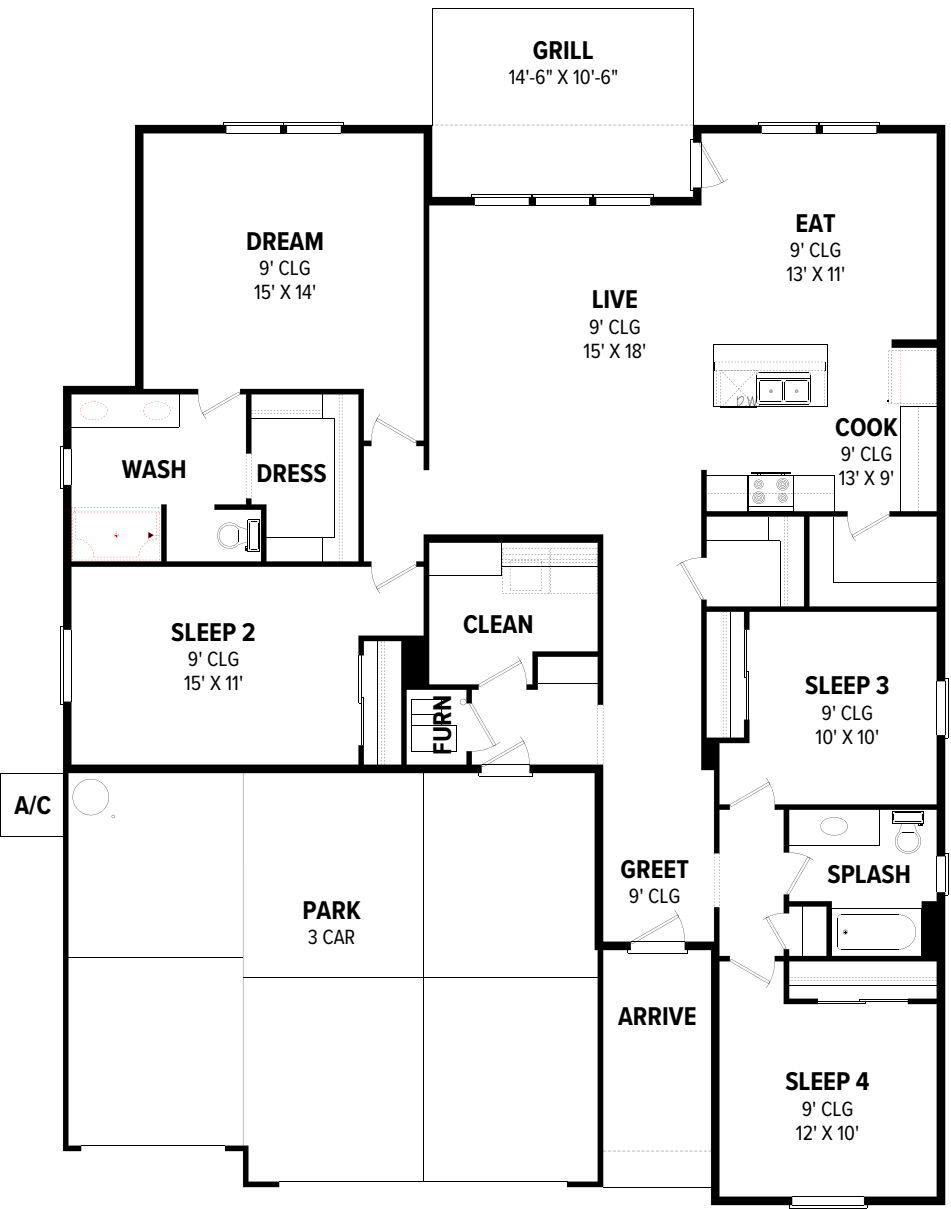 GRILL
14'-6" X 10'-6"
DREAM
9' CLG
15' X 14'
EAT
9' CLG
13' X 11'
LIVE
9' CLG
15' X 18'
DW
COOK
9' CLG
13' X 9'
WASH
DRESS
CLEAN
SLEEP 2
9' CLG
15' X 11'
SLEEP 3
9' CLG
10' X 10'
FURN
A/C
GREET
9' CLG
SPLASH
PARK
3 CAR
ARRIVE
SLEEP 4
9' CLG
12' X 10'